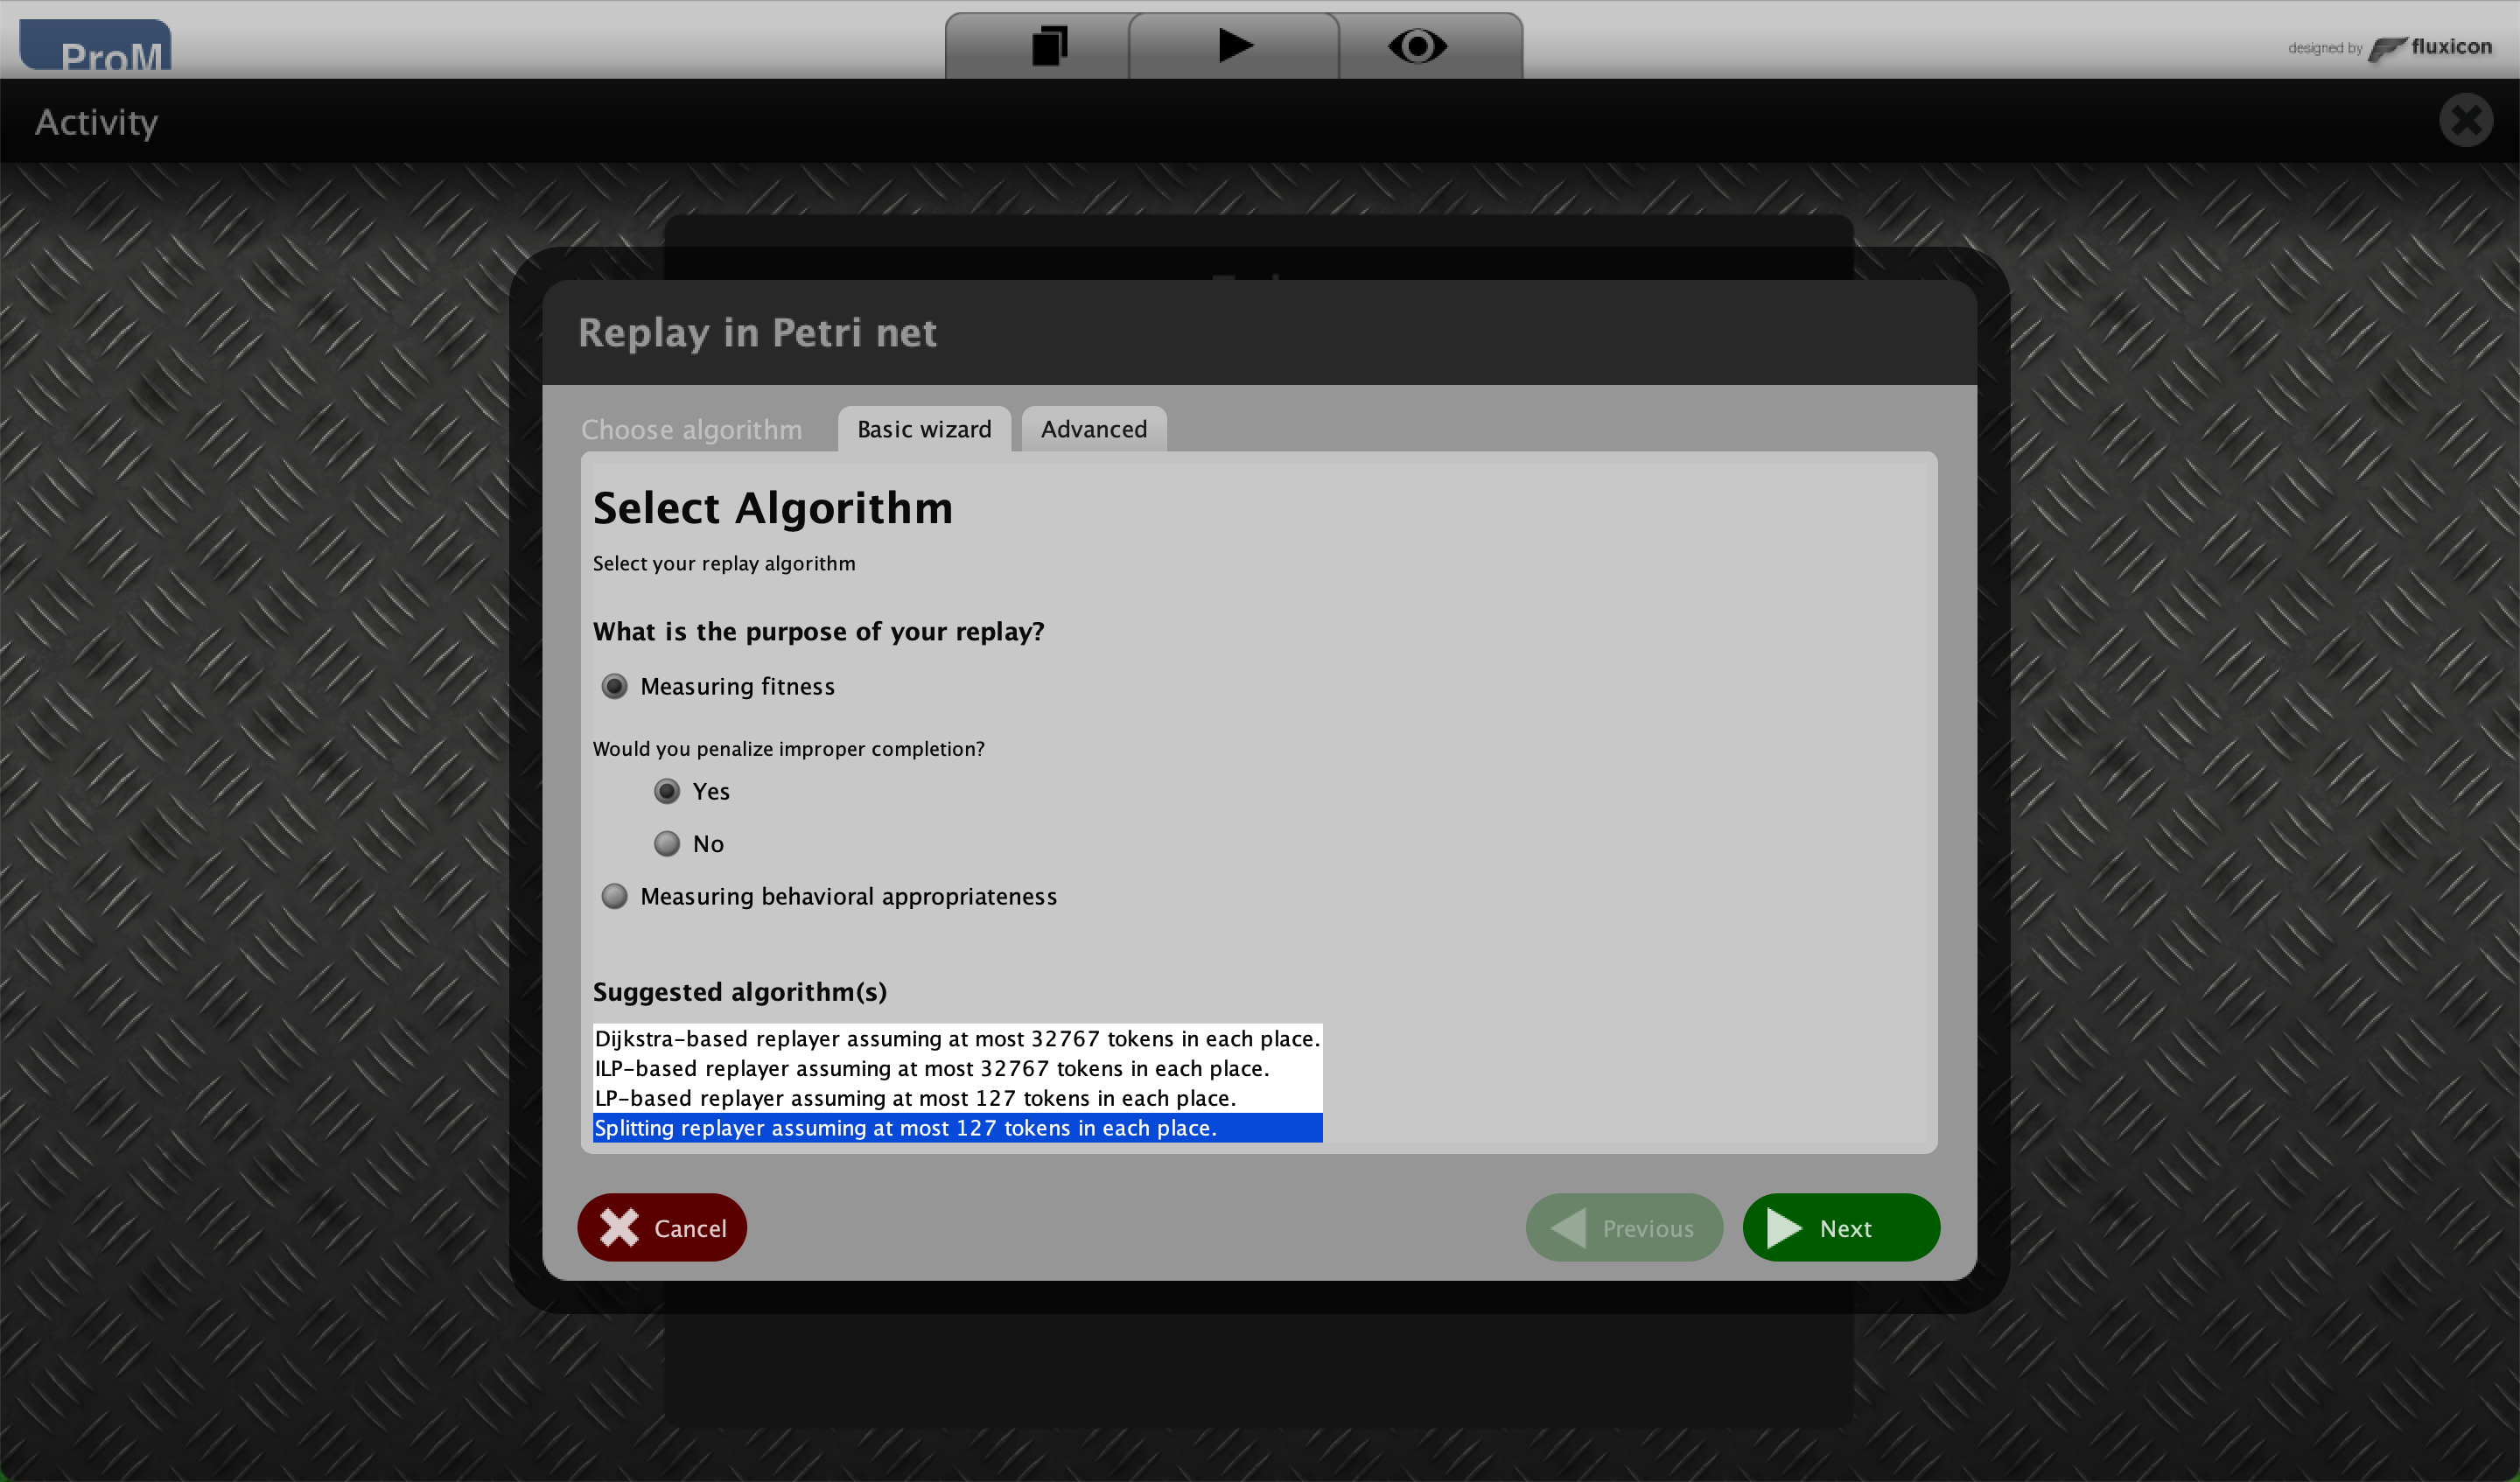 ProM
designed by fluxicon
Activity
Replay in Petri net
Choose algorithm Basic wizard Advanced
Select Algorithm
Select your replay algorithm
What is the purpose of your replay?
Measuring fitness
Would you penalize improper completion?
Yes
No
Measuring behavioral appropriateness
Suggested algorithm(s)
Dijkstra-based replayer assuming at most 32767 tokens in each place.
ILP-based replayer assuming at most 32767 tokens in each place.
LP-based replayer assuming at most 127 tokens in each place.
Splitting replayer assuming at most 127 tokens in each place.
Cancel Previous Next